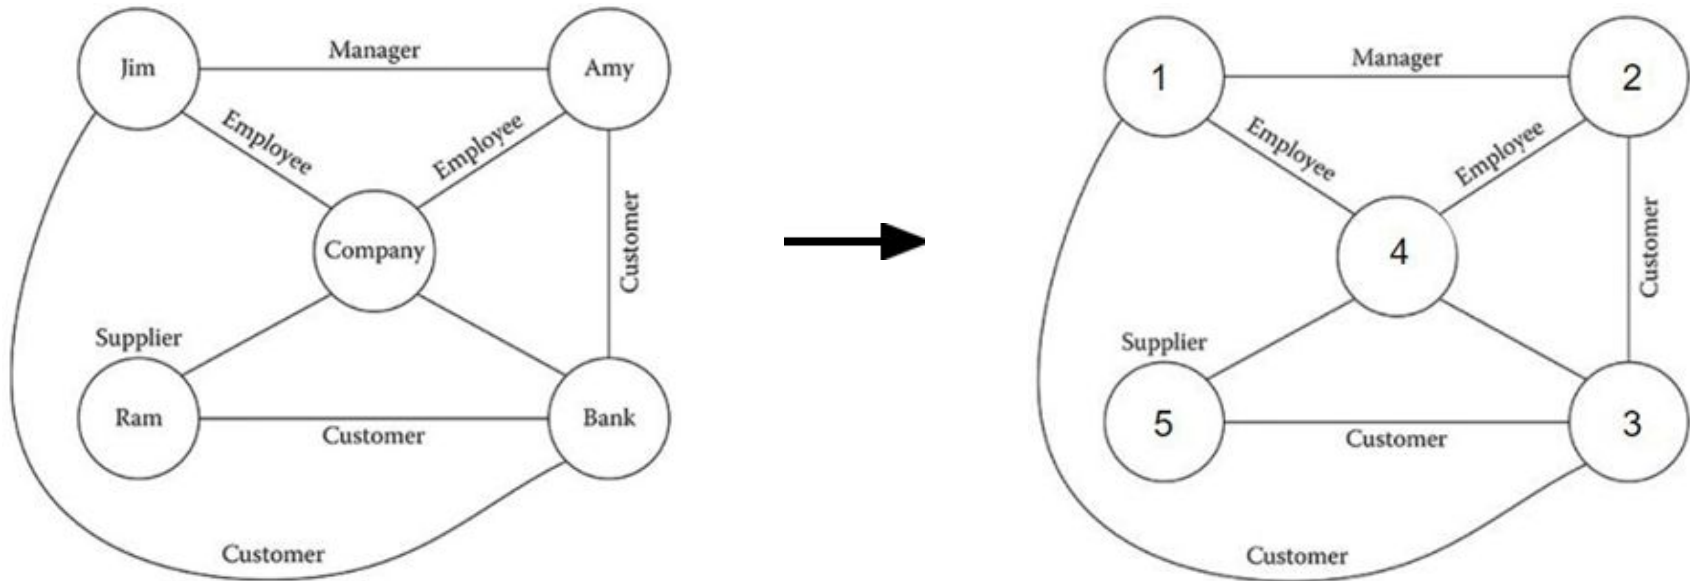 Jim
Manager
Amy
Employee
Employee
Company
Customer
Supplier
Ram
Customer
Bank
Customer
1
Manager
2
Employee
Employee
4
Customer
Supplier
5
Customer
3
Customer